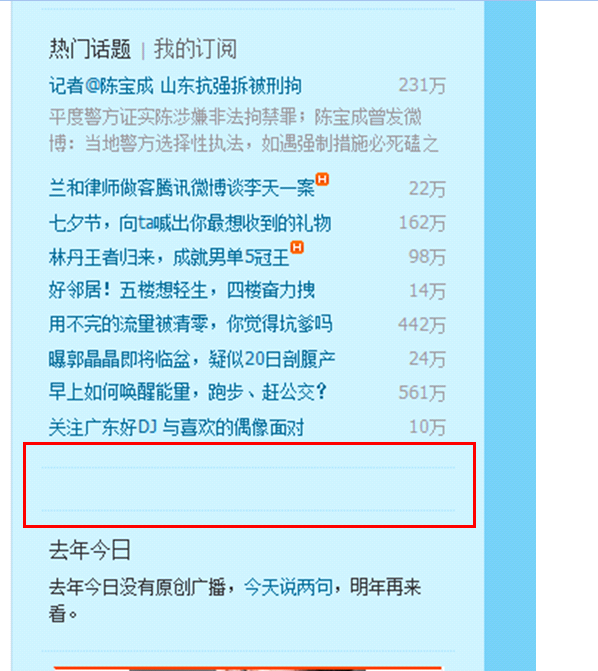 热门话题 | 我的订阅
记者@陈宝成 山东抗强拆被刑拘 231万
平度警方证实陈涉嫌非法拘禁罪；陈宝成曾发微
博：当地警方选择性执法，如遇强制措施必死磕之
兰和律师做客腾讯微博谈李天一案 H 22万
七夕节，向ta喊出你最想收到的礼物 162万
林丹王者归来，成就男单5冠王 H 98万
好邻居！五楼想轻生，四楼奋力拽 14万
用不完的流量被清零，你觉得坑爹吗 442万
曝郭晶晶即将临盆，疑似20日剖腹产 24万
早上如何唤醒能量，跑步、赶公交？ 561万
关注广东好DJ 与喜欢的偶像面对 10万
去年今日
去年今日没有原创广播，今天说两句，明年再来
看。